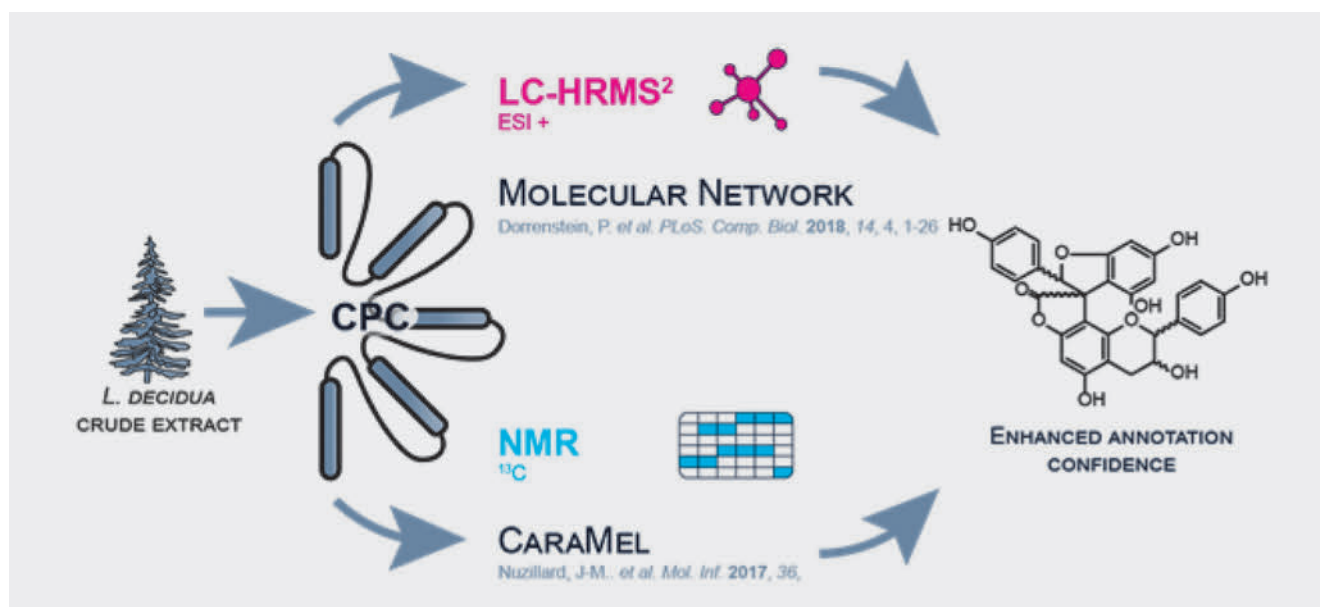 LC-HRMS²
ESI +
MOLECULAR NETWORK
Dorrenstein, P. et al. PLoS. Comp. Biol. 2018, 14, 4, 1-26
CPC
L. DECIDUA
CRUDE EXTRACT
NMR
¹³C
CARAMEL
Nuzillard, J-M.. et al. Mol. Inf. 2017, 36,
HO
OH
O
OH
O
OH
O
O
OH
OH
ENHANCED ANNOTATION
CONFIDENCE